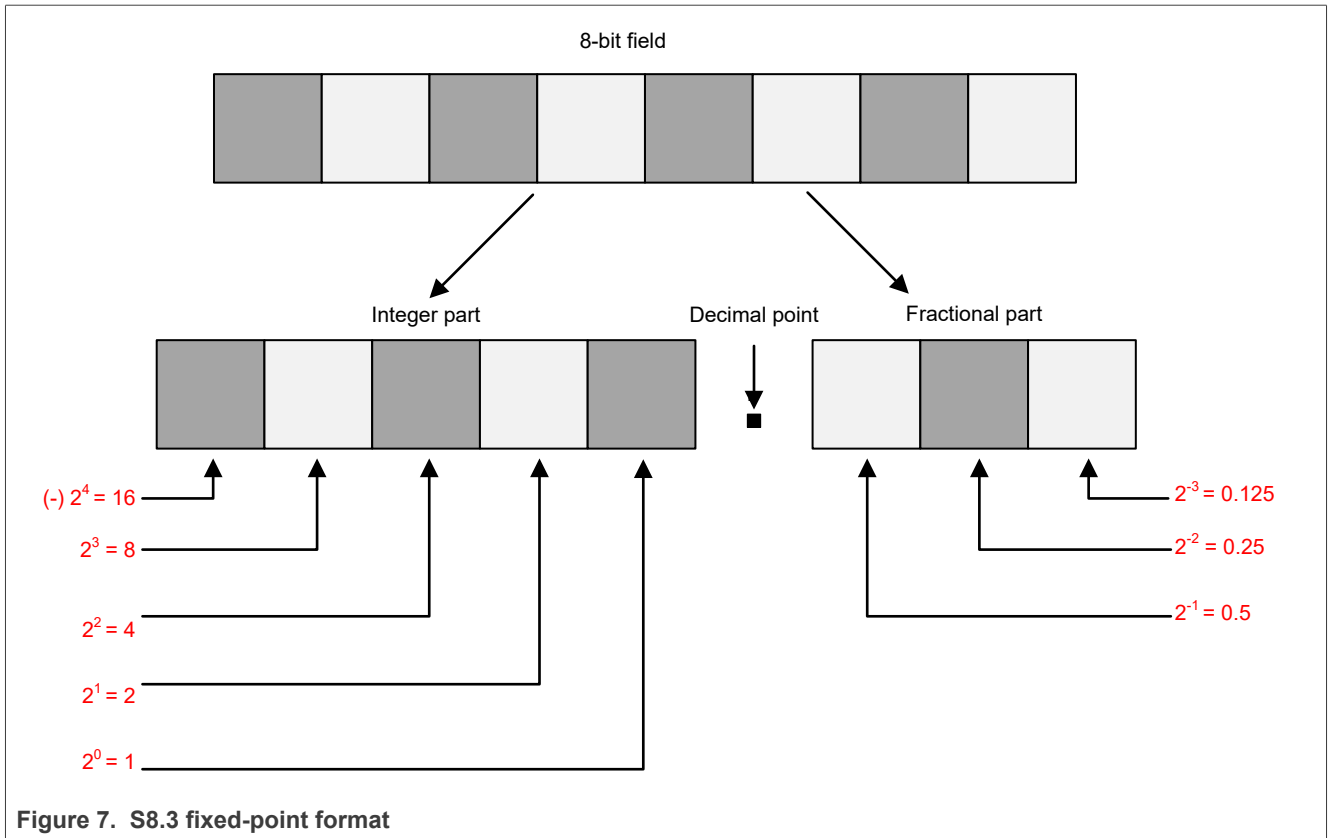 8-bit field
Integer part
Decimal point
Fractional part
(-) 2⁴ = 16
2³ = 8
2² = 4
2¹ = 2
2⁰ = 1
2⁻³ = 0.125
2⁻² = 0.25
2⁻¹ = 0.5
Figure 7. S8.3 fixed-point format